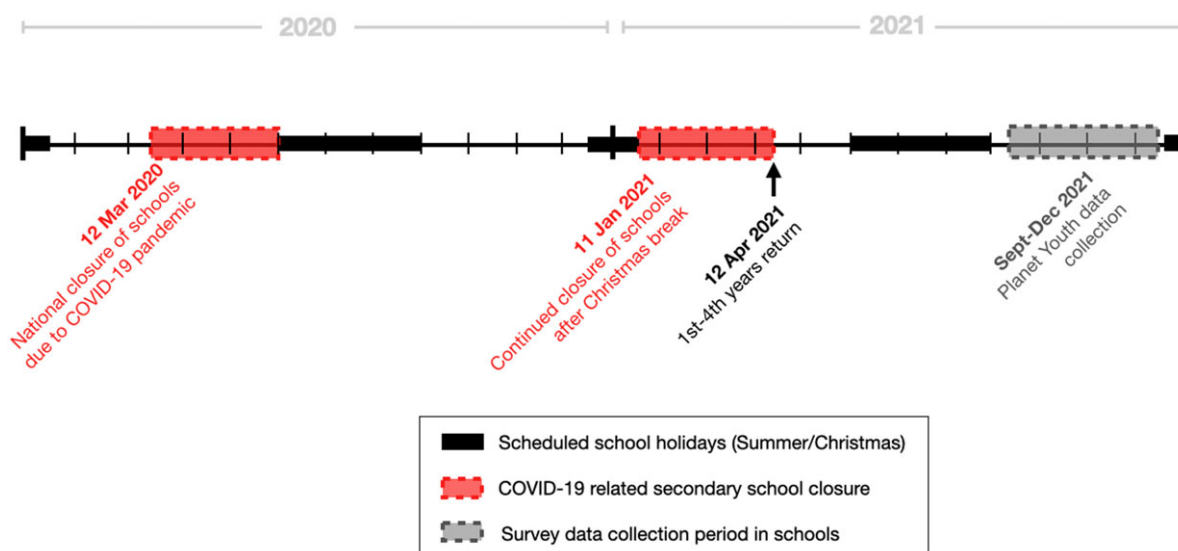 2020
2021
12 Mar 2020
National closure of schools
due to COVID-19 pandemic
11 Jan 2021
Continued closure of schools
after Christmas break
12 Apr 2021
1st-4th years return
Sept-Dec 2021
Planet Youth data
collection
Scheduled school holidays (Summer/Christmas)
COVID-19 related secondary school closure
Survey data collection period in schools